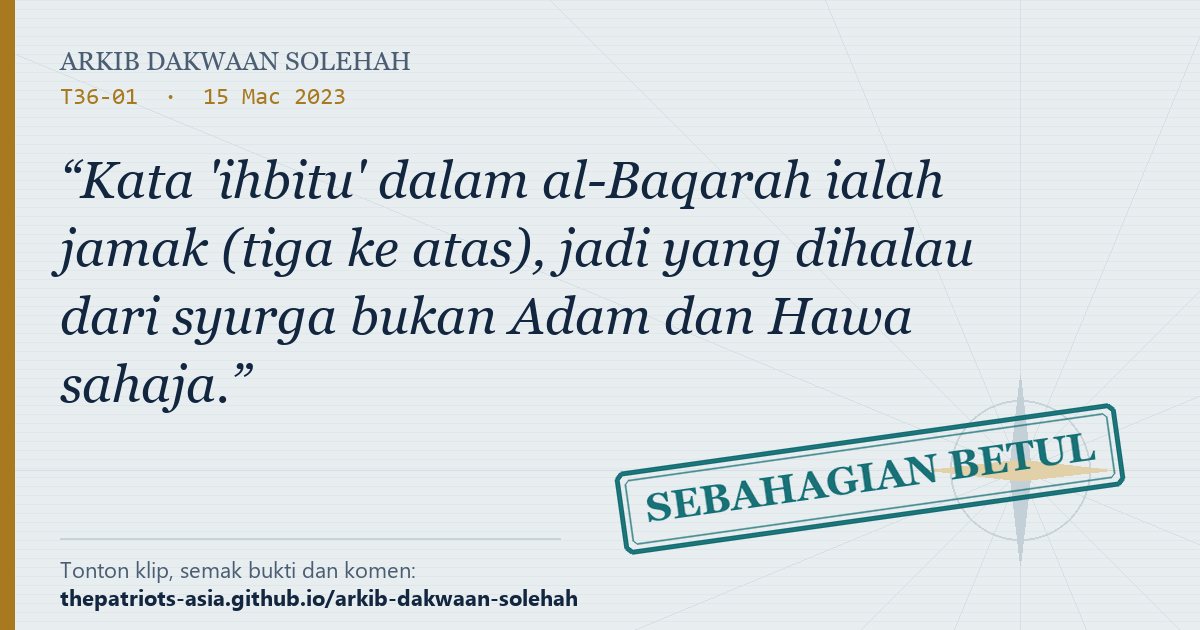 ARKIB DAKWAAN SOLEHAH
T36-01 · 15 Mac 2023
“Kata 'ihbitu' dalam al-Baqarah ialah
jamak (tiga ke atas), jadi yang dihalau
dari syurga bukan Adam dan Hawa
sahaja.”
SEBAHAGIAN BETUL
Tonton klip, semak bukti dan komen:
thepatriots-asia.github.io/arkib-dakwaan-solehah